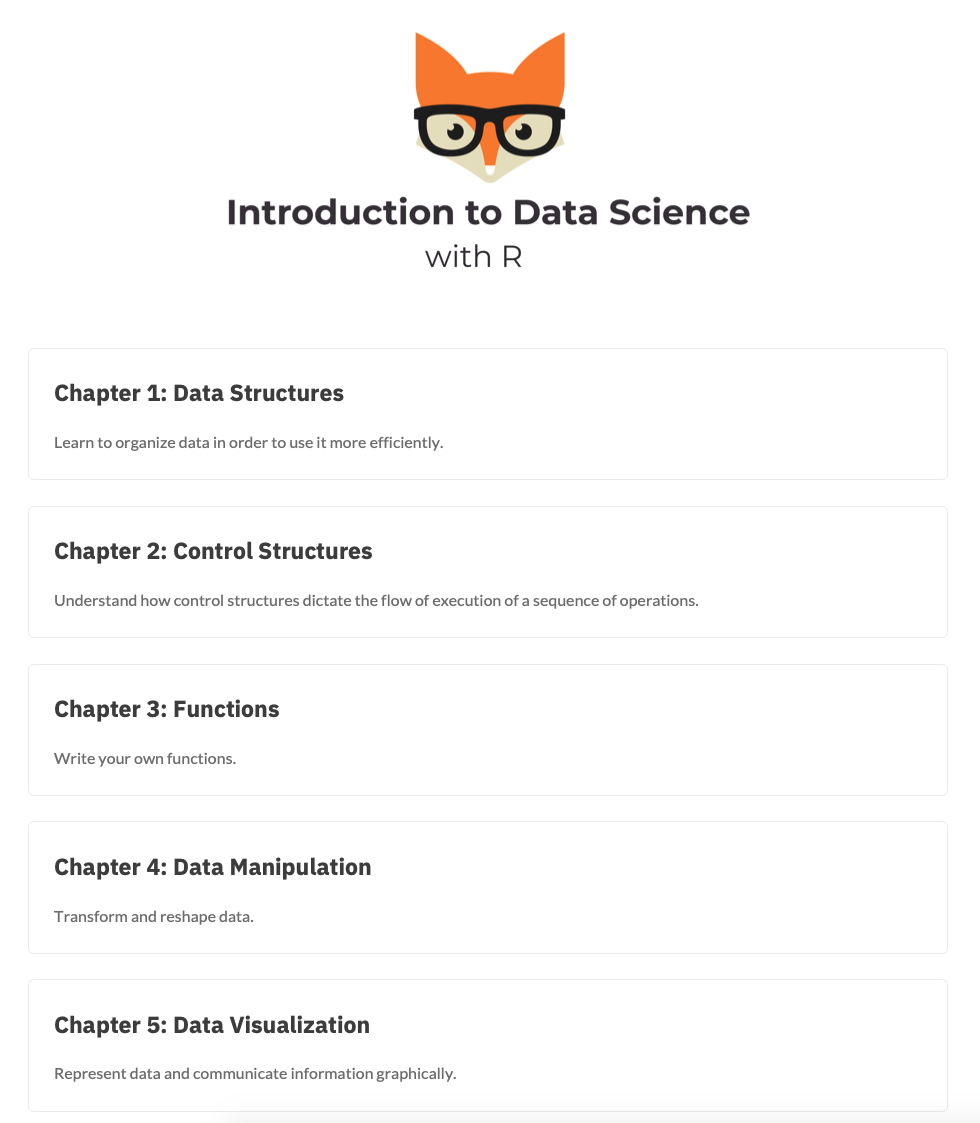 Introduction to Data Science
with R
Chapter 1: Data Structures
Learn to organize data in order to use it more efficiently.
Chapter 2: Control Structures
Understand how control structures dictate the flow of execution of a sequence of operations.
Chapter 3: Functions
Write your own functions.
Chapter 4: Data Manipulation
Transform and reshape data.
Chapter 5: Data Visualization
Represent data and communicate information graphically.